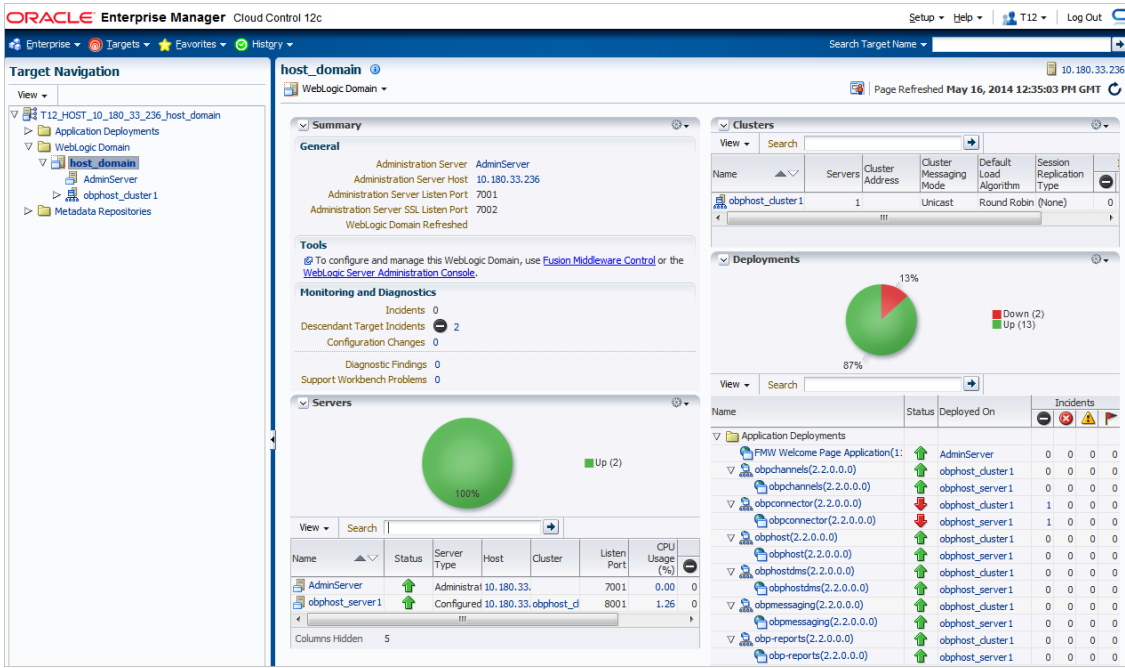 ORACLE Enterprise Manager Cloud Control 12c
Setup Help T12 Log Out
Enterprise Targets Favorites History
Search Target Name
Target Navigation
View
T12_HOST_10_180_33_236_host_domain
Application Deployments
WebLogic Domain
host_domain
AdminServer
obphost_cluster1
Metadata Repositories
host_domain
10.180.33.236
WebLogic Domain
Page Refreshed May 16, 2014 12:35:03 PM GMT
Summary
General
Administration Server AdminServer
Administration Server Host 10.180.33.236
Administration Server Listen Port 7001
Administration Server SSL Listen Port 7002
WebLogic Domain Refreshed
Tools
To configure and manage this WebLogic Domain, use Fusion Middleware Control or the
WebLogic Server Administration Console.
Monitoring and Diagnostics
Incidents 0
Descendant Target Incidents 2
Configuration Changes 0
Diagnostic Findings 0
Support Workbench Problems 0
Servers
Up (2)
100%
View Search
Name Status Server Type Host Cluster Listen Port CPU Usage (%)
AdminServer Administrat 10.180.33. 7001 0.00 0
obphost_server1 Configured 10.180.33. obphost_cl 8001 1.26 0
Columns Hidden 5
Clusters
View Search
Name Servers Cluster Address Cluster Messaging Mode Default Load Algorithm Session Replication Type
obphost_cluster1 1 Unicast Round Robin (None) 0
Deployments
13%
Down (2)
Up (13)
87%
View Search
Name Status Deployed On Incidents
Application Deployments
FMW Welcome Page Application(1: AdminServer 0 0 0 0
obpchannels(2.2.0.0.0) obphost_cluster1 0 0 0 0
obpchannels(2.2.0.0.0) obphost_server1 0 0 0 0
obpconnector(2.2.0.0.0) obphost_cluster1 1 0 0 0
obpconnector(2.2.0.0.0) obphost_server1 1 0 0 0
obphost(2.2.0.0.0) obphost_cluster1 0 0 0 0
obphost(2.2.0.0.0) obphost_server1 0 0 0 0
obphostdms(2.2.0.0.0) obphost_cluster1 0 0 0 0
obphostdms(2.2.0.0.0) obphost_server1 0 0 0 0
obpmessaging(2.2.0.0.0) obphost_cluster1 0 0 0 0
obpmessaging(2.2.0.0.0) obphost_server1 0 0 0 0
obp-reports(2.2.0.0.0) obphost_cluster1 0 0 0 0
obp-reports(2.2.0.0.0) obphost_server1 0 0 0 0